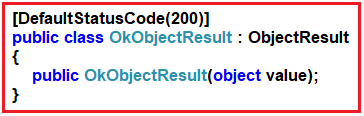 [DefaultStatusCode(200)]
public class OkObjectResult : ObjectResult
{
public OkObjectResult(object value);
}